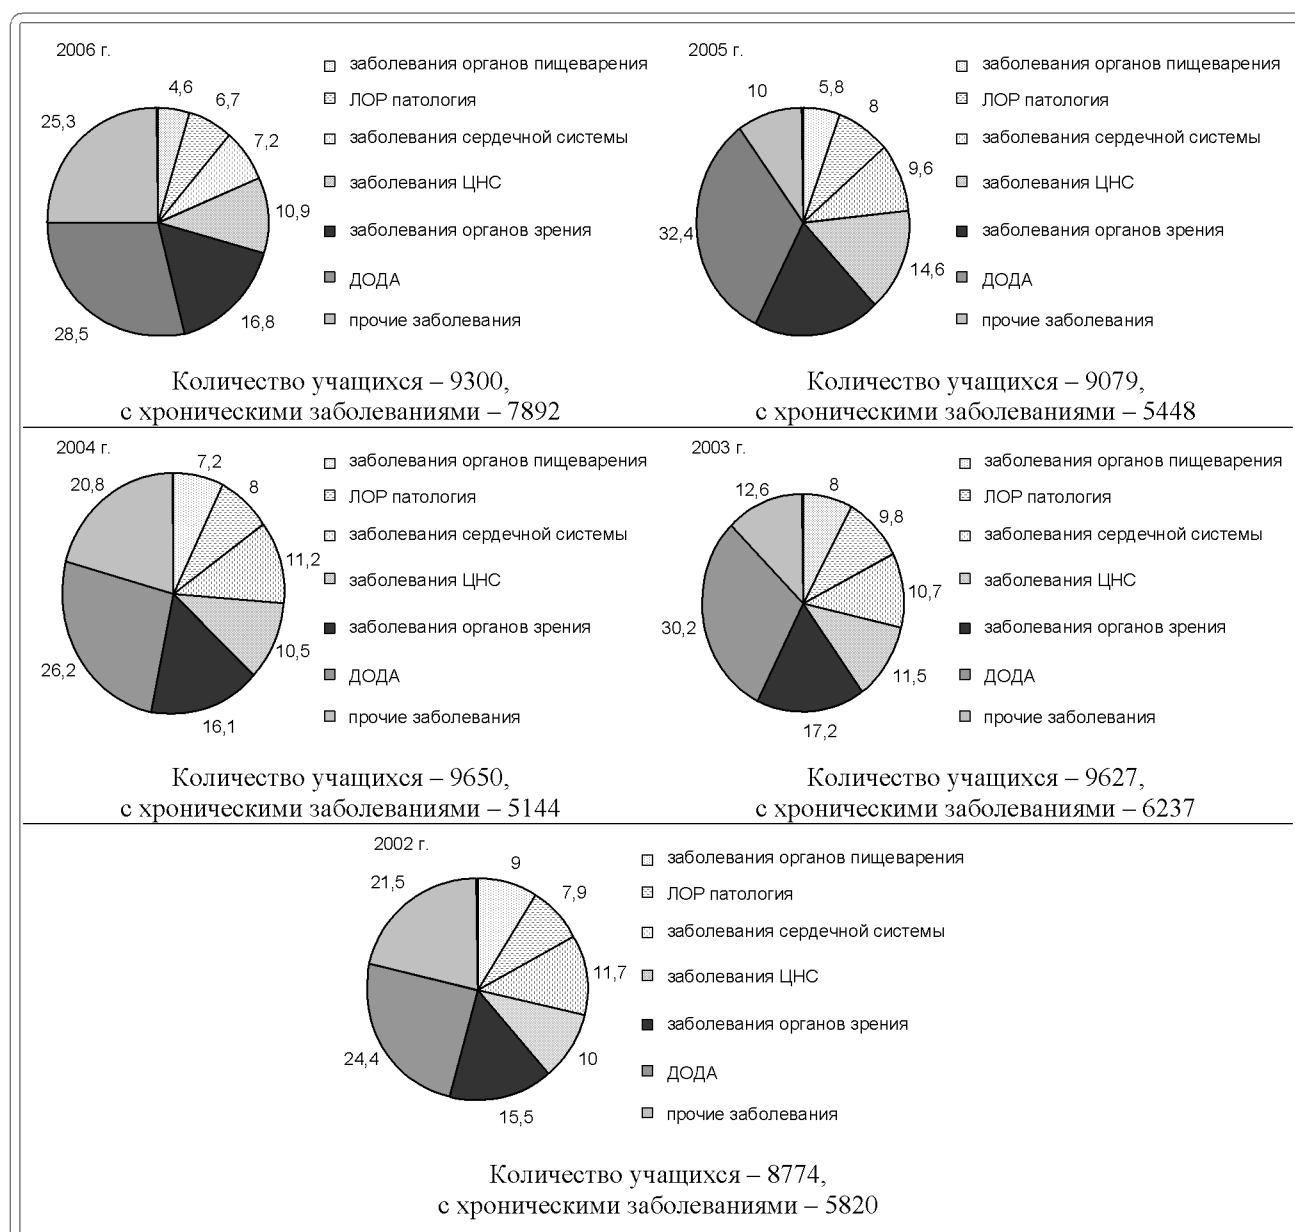 2006 г.
4,6
6,7
7,2
10,9
16,8
28,5
25,3
заболевания органов пищеварения
ЛОР патология
заболевания сердечной системы
заболевания ЦНС
заболевания органов зрения
ДОДА
прочие заболевания
Количество учащихся – 9300,
с хроническими заболеваниями – 7892
2005 г.
5,8
8
9,6
14,6
32,4
10
заболевания органов пищеварения
ЛОР патология
заболевания сердечной системы
заболевания ЦНС
заболевания органов зрения
ДОДА
прочие заболевания
Количество учащихся – 9079,
с хроническими заболеваниями – 5448
2004 г.
7,2
8
11,2
10,5
16,1
26,2
20,8
заболевания органов пищеварения
ЛОР патология
заболевания сердечной системы
заболевания ЦНС
заболевания органов зрения
ДОДА
прочие заболевания
Количество учащихся – 9650,
с хроническими заболеваниями – 5144
2003 г.
8
9,8
10,7
11,5
17,2
30,2
12,6
заболевания органов пищеварения
ЛОР патология
заболевания сердечной системы
заболевания ЦНС
заболевания органов зрения
ДОДА
прочие заболевания
Количество учащихся – 9627,
с хроническими заболеваниями – 6237
2002 г.
9
7,9
11,7
10
15,5
24,4
21,5
заболевания органов пищеварения
ЛОР патология
заболевания сердечной системы
заболевания ЦНС
заболевания органов зрения
ДОДА
прочие заболевания
Количество учащихся – 8774,
с хроническими заболеваниями – 5820